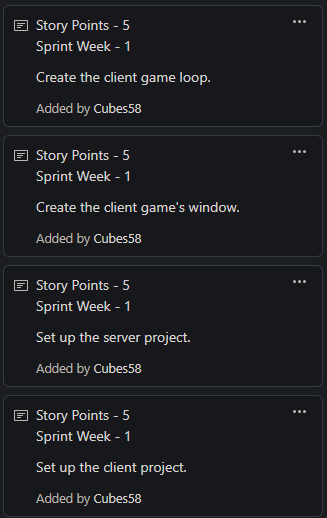 Story Points - 5
Sprint Week - 1
Create the client game loop.
Added by Cubes58
Story Points - 5
Sprint Week - 1
Create the client game's window.
Added by Cubes58
Story Points - 5
Sprint Week - 1
Set up the server project.
Added by Cubes58
Story Points - 5
Sprint Week - 1
Set up the client project.
Added by Cubes58